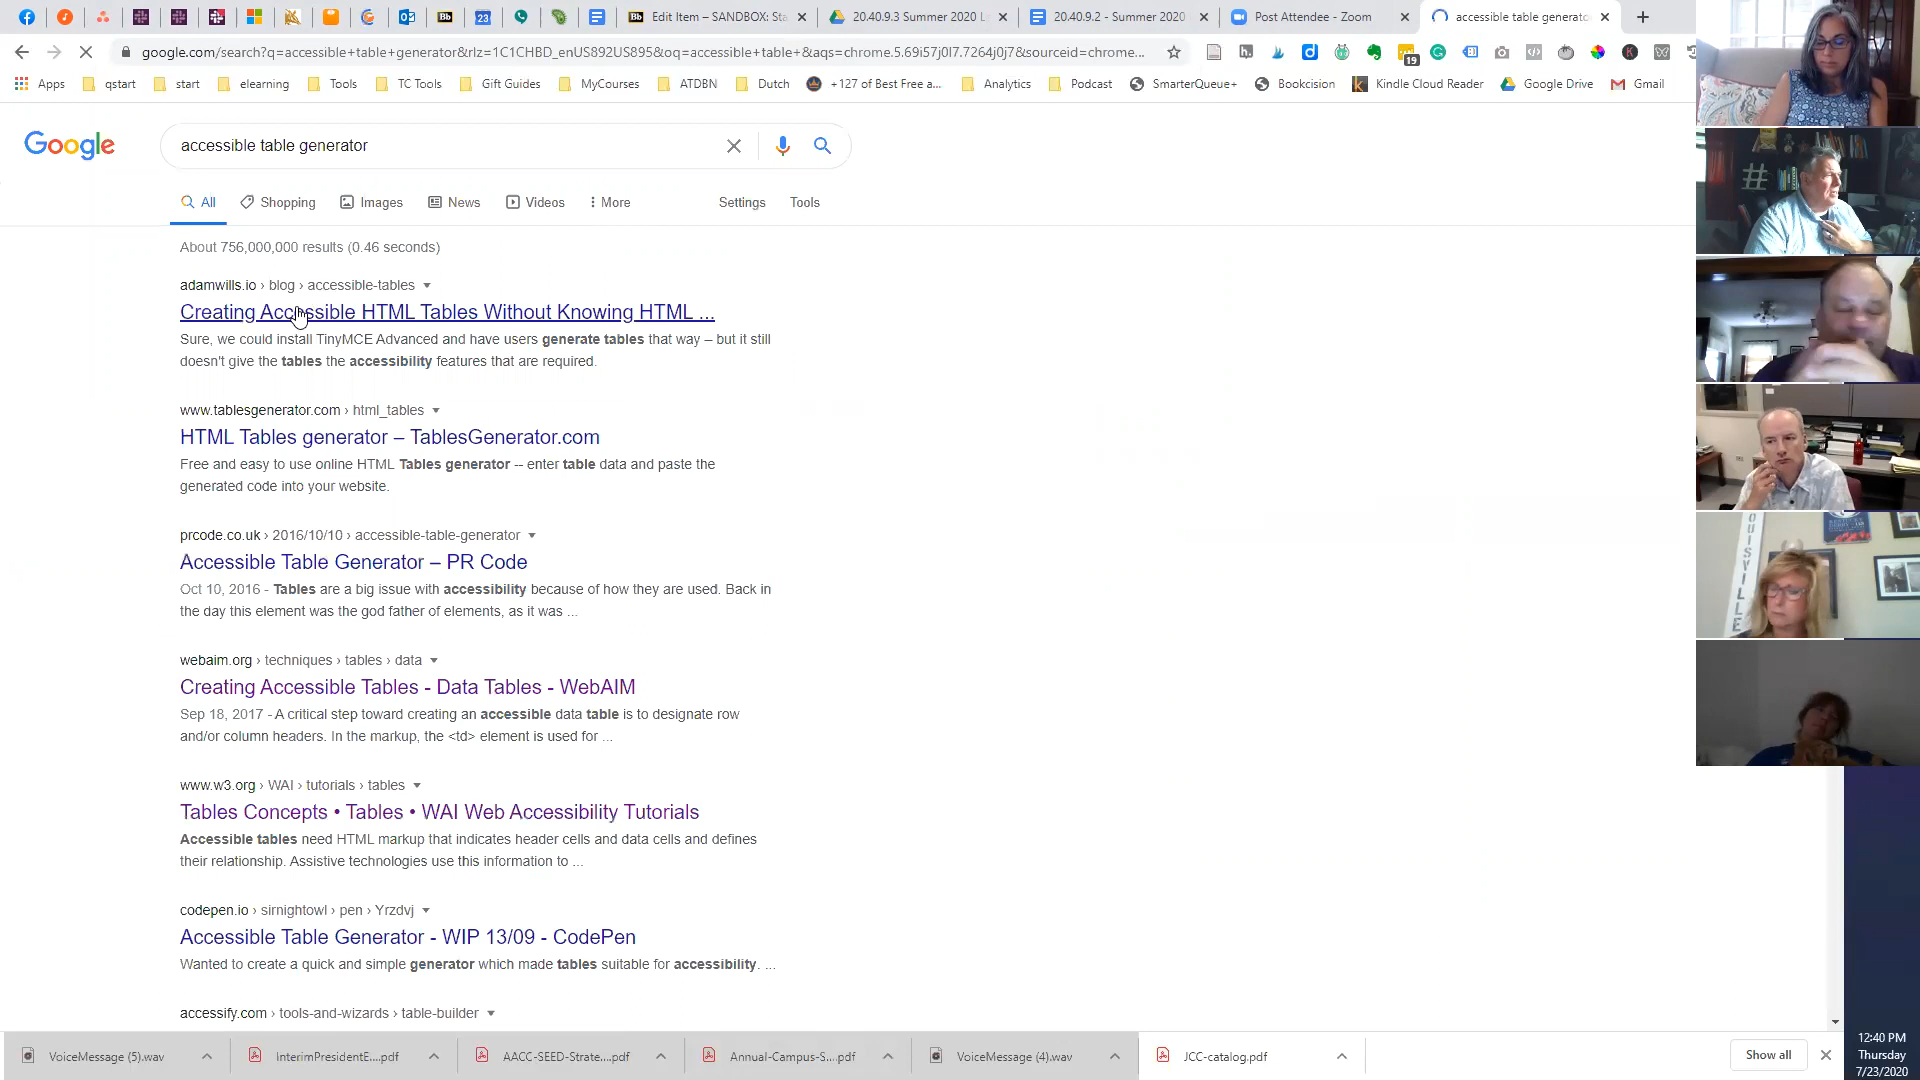 Edit Item – SANDBOX: Sta
20.40.9.3 Summer 2020 L
20.40.9.2 - Summer 2020
Post Attendee - Zoom
accessible table generato
google.com/search?q=accessible+table+generator&rlz=1C1CHBD_enUS892US895&oq=accessible+table+&aqs=chrome.5.69i57j0l7.7264j0j7&sourceid=chrome...
Apps
qstart
start
elearning
Tools
TC Tools
Gift Guides
MyCourses
ATDBN
Dutch
+127 of Best Free a...
Analytics
Podcast
SmarterQueue+
Bookcision
Kindle Cloud Reader
Google Drive
Gmail
Google
accessible table generator
All
Shopping
Images
News
Videos
More
Settings
Tools
About 756,000,000 results (0.46 seconds)
adamwills.io › blog › accessible-tables
Creating Accessible HTML Tables Without Knowing HTML ...
Sure, we could install TinyMCE Advanced and have users generate tables that way – but it still
doesn't give the tables the accessibility features that are required.
www.tablesgenerator.com › html_tables
HTML Tables generator – TablesGenerator.com
Free and easy to use online HTML Tables generator -- enter table data and paste the
generated code into your website.
prcode.co.uk › 2016/10/10 › accessible-table-generator
Accessible Table Generator – PR Code
Oct 10, 2016 - Tables are a big issue with accessibility because of how they are used. Back in
the day this element was the god father of elements, as it was ...
webaim.org › techniques › tables › data
Creating Accessible Tables - Data Tables - WebAIM
Sep 18, 2017 - A critical step toward creating an accessible data table is to designate row
and/or column headers. In the markup, the <td> element is used for ...
www.w3.org › WAI › tutorials › tables
Tables Concepts • Tables • WAI Web Accessibility Tutorials
Accessible tables need HTML markup that indicates header cells and data cells and defines
their relationship. Assistive technologies use this information to ...
codepen.io › sirnightowl › pen › Yrzdvj
Accessible Table Generator - WIP 13/09 - CodePen
Wanted to create a quick and simple generator which made tables suitable for accessibility. ...
accessify.com › tools-and-wizards › table-builder
VoiceMessage (5).wav
InterimPresidentE....pdf
AACC-SEED-Strate....pdf
Annual-Campus-S....pdf
VoiceMessage (4).wav
JCC-catalog.pdf
Show all
12:40 PM
Thursday
7/23/2020
23
Bb
Bb
19
#
OUISVILLE